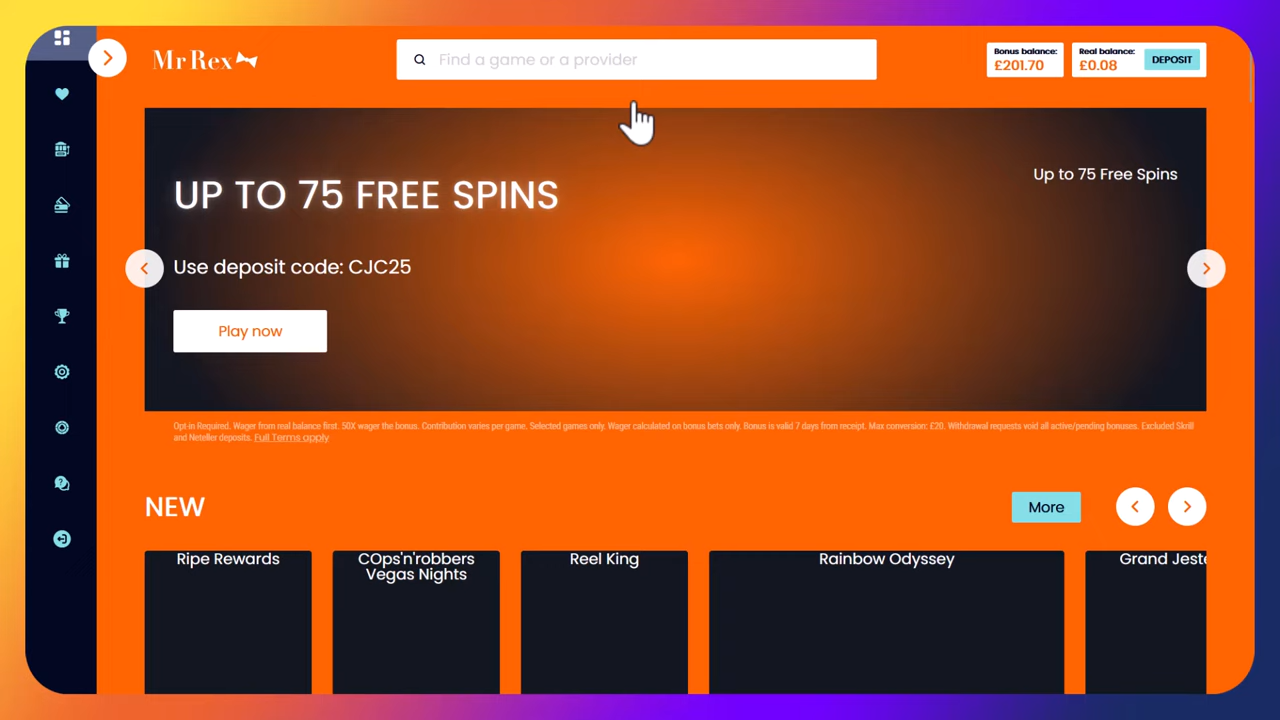 Mr Rex
Find a game or a provider
Bonus balance:
£201.70
Real balance:
£0.08
DEPOSIT
UP TO 75 FREE SPINS
Up to 75 Free Spins
Use deposit code: CJC25
Play now
Opt-in Required. Wager from real balance first. 50X wager the bonus. Contribution varies per game. Selected games only. Wager calculated on bonus bets only. Bonus is valid 7 days from receipt. Max conversion: £20. Withdrawal requests void all active/pending bonuses. Excluded Skrill
and Neteller deposits. Full Terms apply
NEW
More
Ripe Rewards
COps'n'robbers
Vegas Nights
Reel King
Rainbow Odyssey
Grand Jeste